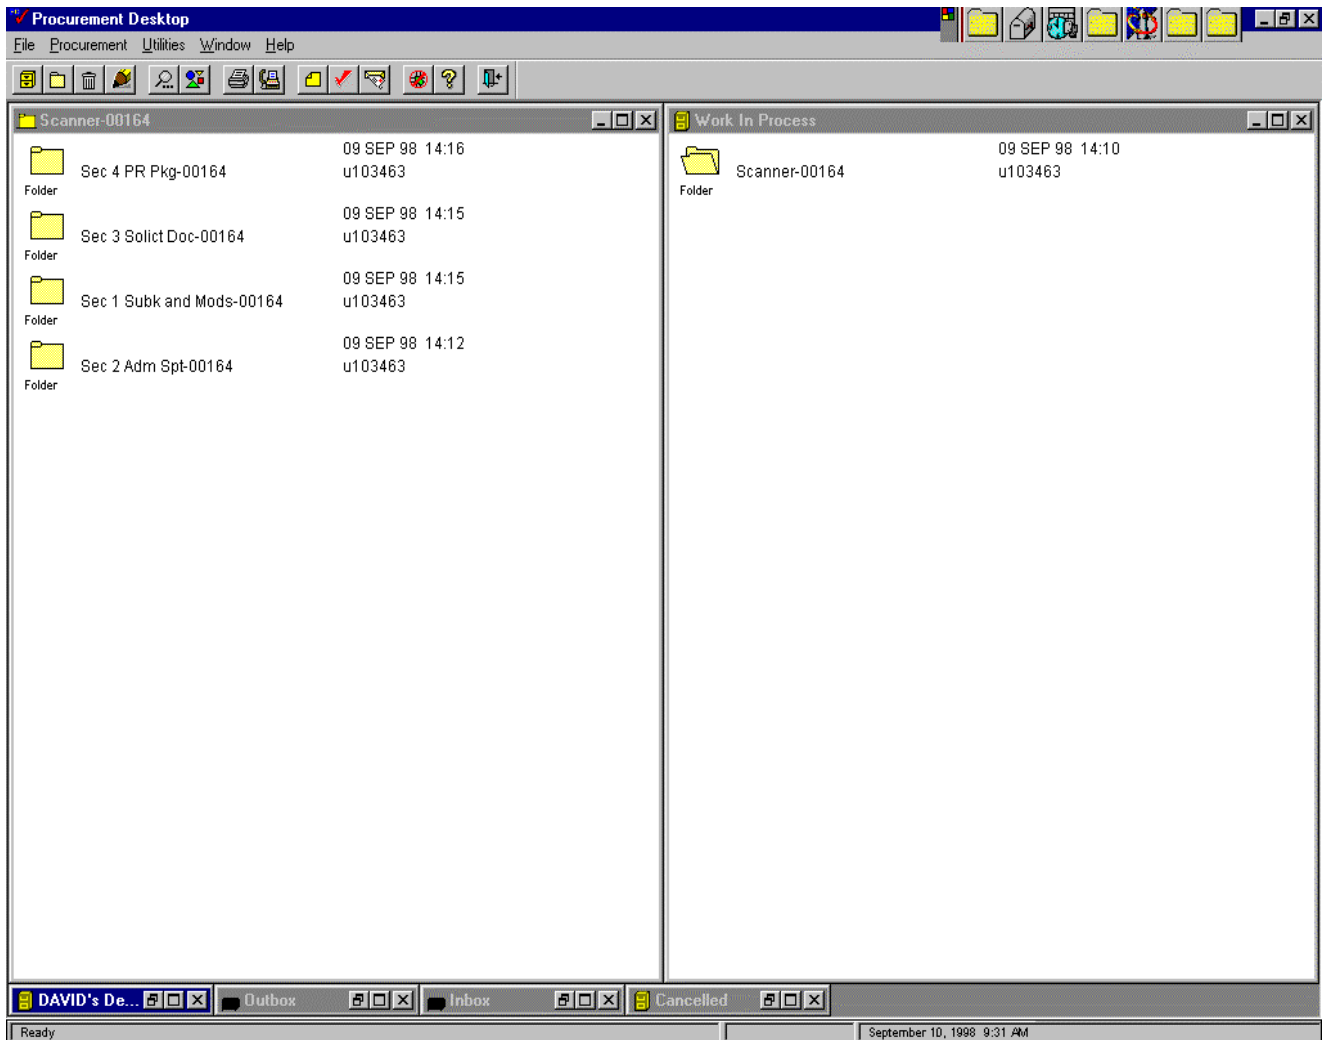 Procurement Desktop
File Procurement Utilities Window Help
Scanner-00164
09 SEP 98 14:16
Sec 4 PR Pkg-00164 u103463
Folder
09 SEP 98 14:15
Sec 3 Solict Doc-00164 u103463
Folder
09 SEP 98 14:15
Sec 1 Subk and Mods-00164 u103463
Folder
09 SEP 98 14:12
Sec 2 Adm Spt-00164 u103463
Folder
Work In Process
09 SEP 98 14:10
Scanner-00164 u103463
Folder
DAVID's De... Outbox Inbox Cancelled
Ready September 10, 1998 9:31 AM